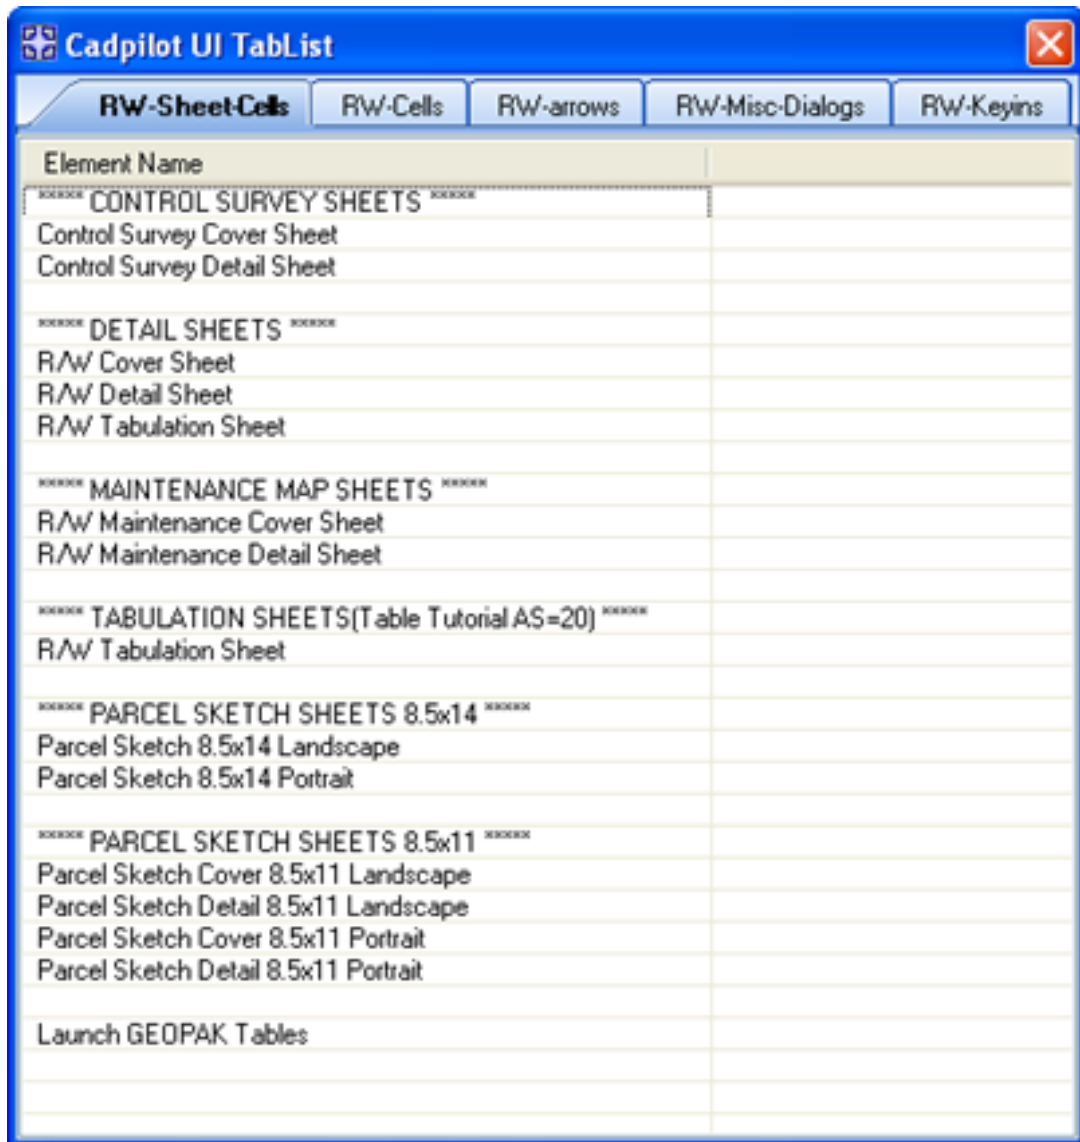 Cadpilot UI TabList
RW-Sheet-Cells RW-Cells RW-arrows RW-Misc-Dialogs RW-Keyins
Element Name
***** CONTROL SURVEY SHEETS *****
Control Survey Cover Sheet
Control Survey Detail Sheet
***** DETAIL SHEETS *****
R/W Cover Sheet
R/W Detail Sheet
R/W Tabulation Sheet
***** MAINTENANCE MAP SHEETS *****
R/W Maintenance Cover Sheet
R/W Maintenance Detail Sheet
***** TABULATION SHEETS(Table Tutorial AS=20) *****
R/W Tabulation Sheet
***** PARCEL SKETCH SHEETS 8.5x14 *****
Parcel Sketch 8.5x14 Landscape
Parcel Sketch 8.5x14 Portrait
***** PARCEL SKETCH SHEETS 8.5x11 *****
Parcel Sketch Cover 8.5x11 Landscape
Parcel Sketch Detail 8.5x11 Landscape
Parcel Sketch Cover 8.5x11 Portrait
Parcel Sketch Detail 8.5x11 Portrait
Launch GEOPAK Tables